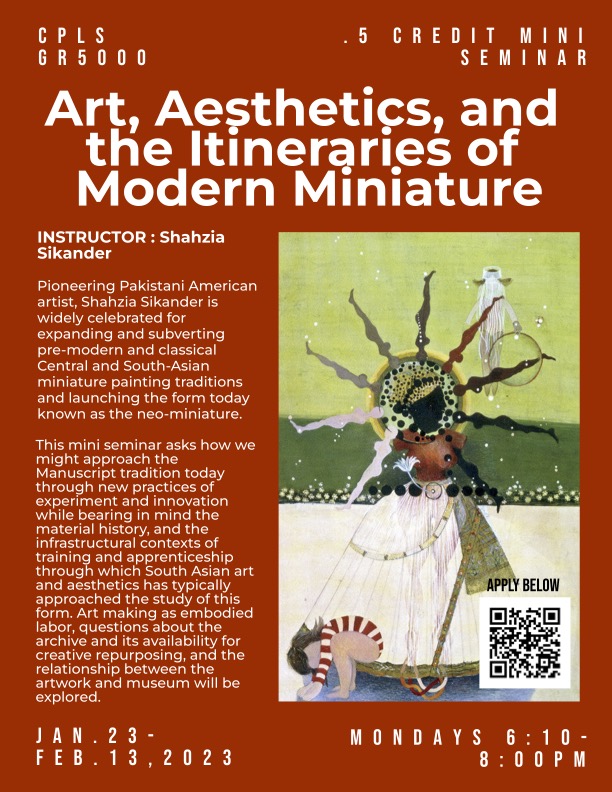 CPLS
GR5000
.5 CREDIT MINI
SEMINAR
Art, Aesthetics, and
the Itineraries of
Modern Miniature
INSTRUCTOR : Shahzia
Sikander
Pioneering Pakistani American
artist, Shahzia Sikander is
widely celebrated for
expanding and subverting
pre-modern and classical
Central and South-Asian
miniature painting traditions
and launching the form today
known as the neo-miniature.
This mini seminar asks how we
might approach the
Manuscript tradition today
through new practices of
experiment and innovation
while bearing in mind the
material history, and the
infrastructural contexts of
training and apprenticeship
through which South Asian art
and aesthetics has typically
approached the study of this
form. Art making as embodied
labor, questions about the
archive and its availability for
creative repurposing, and the
relationship between the
artwork and museum will be
explored.
APPLY BELOW
JAN.23-
FEB.13,2023
MONDAYS 6:10-
8:00PM